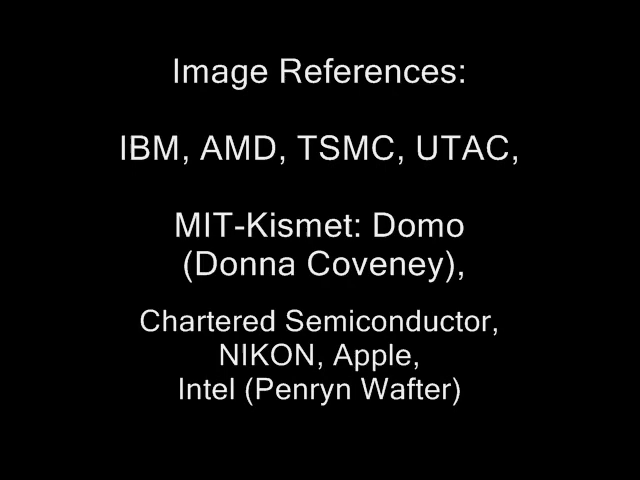 Image References:
IBM, AMD, TSMC, UTAC,
MIT-Kismet: Domo
(Donna Coveney),
Chartered Semiconductor,
NIKON, Apple,
Intel (Penryn Wafter)